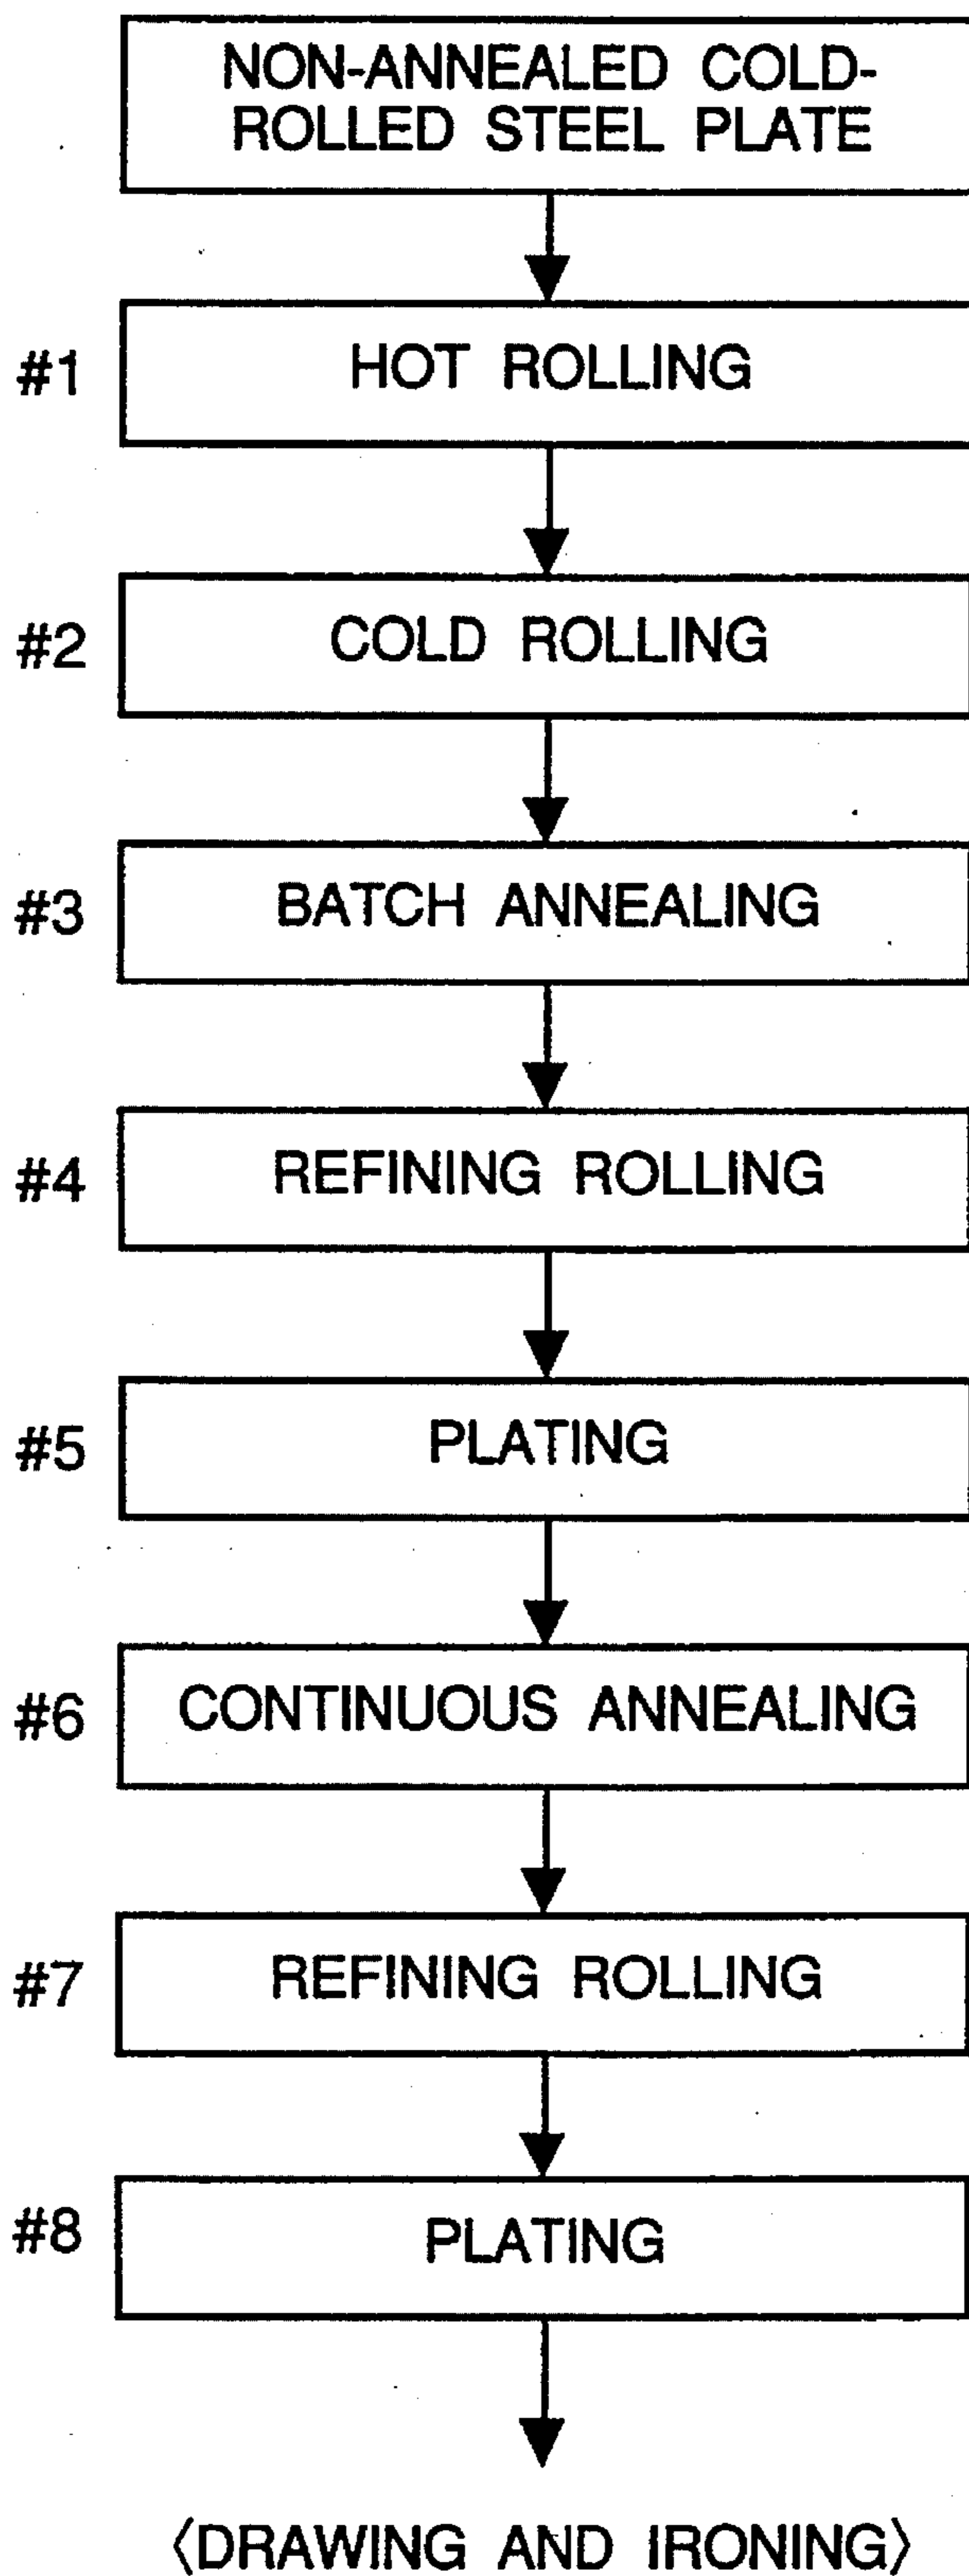 NON-ANNEALED COLD-
ROLLED STEEL PLATE
#1 HOT ROLLING
#2 COLD ROLLING
#3 BATCH ANNEALING
#4 REFINING ROLLING
#5 PLATING
#6 CONTINUOUS ANNEALING
#7 REFINING ROLLING
#8 PLATING
〈DRAWING AND IRONING〉